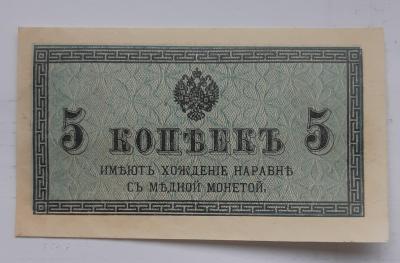 5 КОПѢЕКЪ 5
ИМѢЮТЪ ХОЖДЕНІЕ НАРАВНѢ
СЪ МѢДНОЙ МОНЕТОЙ.